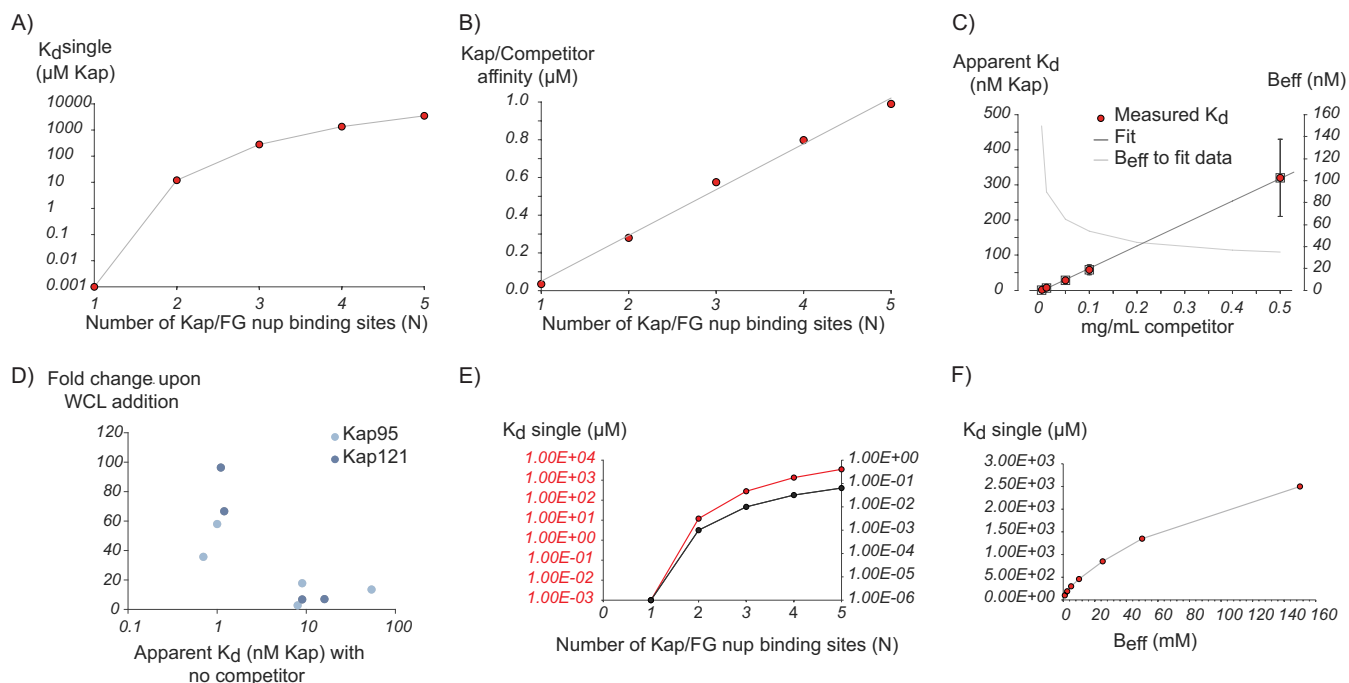 A)
Kdsingle
(µM Kap)
10000
1000
100
10
1
0.1
0.01
0.001
1 2 3 4 5
Number of Kap/FG nup binding sites (N)
B)
Kap/Competitor
affinity (µM)
1.0
0.8
0.6
0.4
0.2
0.0
1 2 3 4 5
Number of Kap/FG nup binding sites (N)
C)
Apparent Kd
(nM Kap)
Beff (nM)
500
450
300
350
200
250
100
100
50
0
160
140
120
100
80
60
40
20
0
Measured Kd
Fit
Beff to fit data
0 0.1 0.2 0.3 0.4 0.5
mg/mL competitor
D)
Fold change upon
WCL addition
120
100
80
60
40
20
0
Kap95
Kap121
0.1 1 10 100
Apparent Kd (nM Kap) with
no competitor
E)
Kd single (µM)
1.00E+04
1.00E+03
1.00E+02
1.00E+01
1.00E+00
1.00E-01
1.00E-02
1.00E-03
1.00E+00
1.00E-01
1.00E-02
1.00E-03
1.00E-04
1.00E-05
1.00E-06
0 1 2 3 4 5
Number of Kap/FG nup binding sites (N)
F)
Kd single (µM)
3.00E+03
2.50E+03
2.00E+03
1.50E+03
1.00E+03
5.00E+02
0.00E+00
0 20 40 60 80 100 120 140 160
Beff (mM)